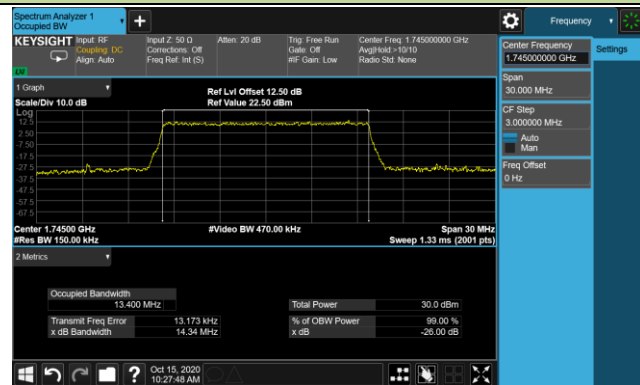 Spectrum Analyzer 1
Occupied BW
Frequency
KEYSIGHT
Input: RF
Coupling: DC
Align: Auto
Input Z: 50 Ω
Corrections: Off
Freq Ref: Int (S)
Atten: 20 dB
Trig: Free Run
Gate: Off
#IF Gain: Low
Center Freq: 1.745000000 GHz
Avg|Hold:>10/10
Radio Std: None
Center Frequency
1.745000000 GHz
Settings
Span
30.000 MHz
CF Step
3.000000 MHz
Auto
Man
Freq Offset
0 Hz
1 Graph
Scale/Div 10.0 dB
Ref Lvl Offset 12.50 dB
Ref Value 22.50 dBm
Log
12.5
2.50
-7.50
-17.5
-27.5
-37.5
-47.5
-57.5
-67.5
Center 1.74500 GHz
#Video BW 470.00 kHz
Span 30 MHz
#Res BW 150.00 kHz
Sweep 1.33 ms (2001 pts)
2 Metrics
Occupied Bandwidth
13.400 MHz
Total Power 30.0 dBm
Transmit Freq Error 13.173 kHz
% of OBW Power 99.00 %
x dB Bandwidth 14.34 MHz
x dB -26.00 dB
?
Oct 15, 2020
10:27:48 AM